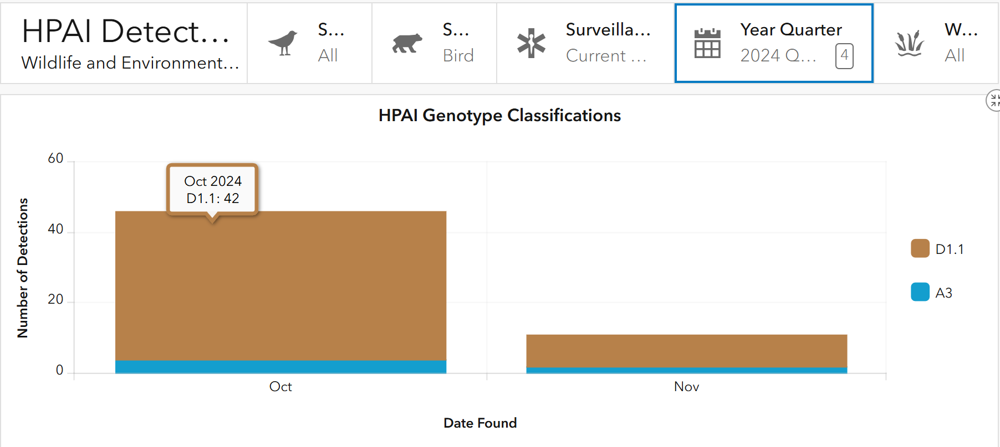 HPAI Detect...
Wildlife and Environment...
S...
All
S...
Bird
Surveilla...
Current ...
Year Quarter
2024 Q... 4
W...
All
HPAI Genotype Classifications
Number of Detections
60
40
20
0
Oct 2024
D1.1: 42
D1.1
A3
Oct
Nov
Date Found